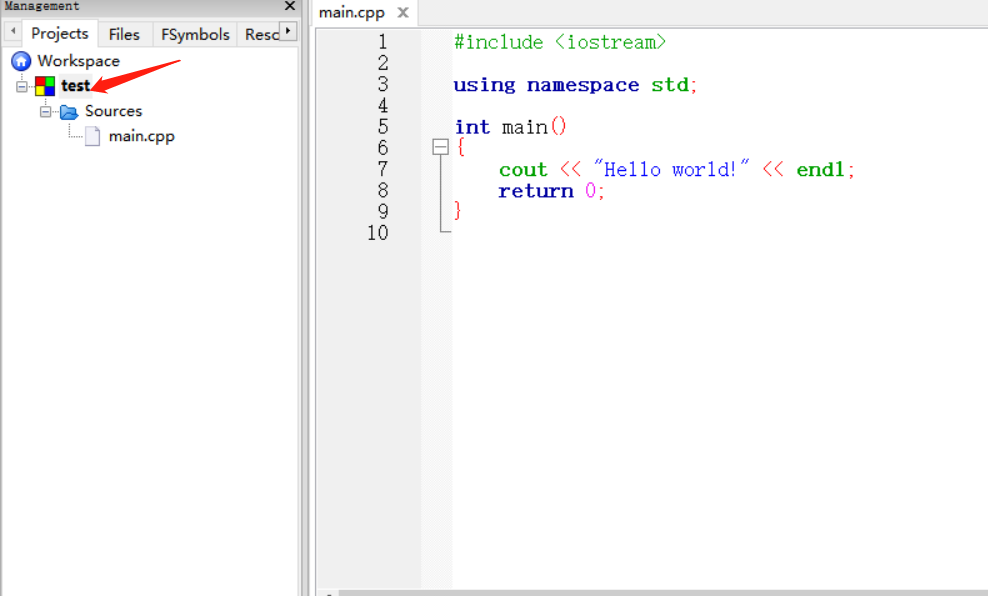 Management
Projects Files FSymbols Resc
Workspace
test
Sources
main.cpp
main.cpp
1 #include <iostream>
2
3 using namespace std;
4
5 int main()
6 {
7 cout << "Hello world!" << endl;
8 return 0;
9 }
10